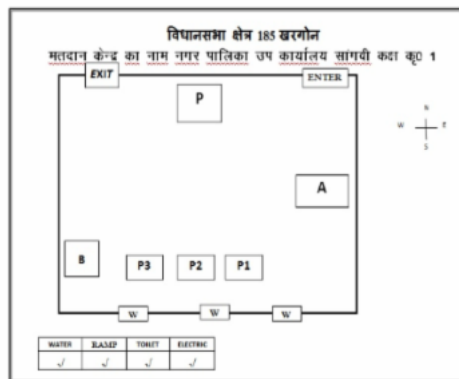 विधानसभा क्षेत्र 185 खरगोन
मतदान केन्द्र का नाम नगर पालिका उप कार्यालय सांगवी कक्ष कृ0 1
EXIT
ENTER
P
N
W E
S
A
B
P3 P2 P1
W W W
WATER RAMP TOILET ELECTRIC
√ √ √ √